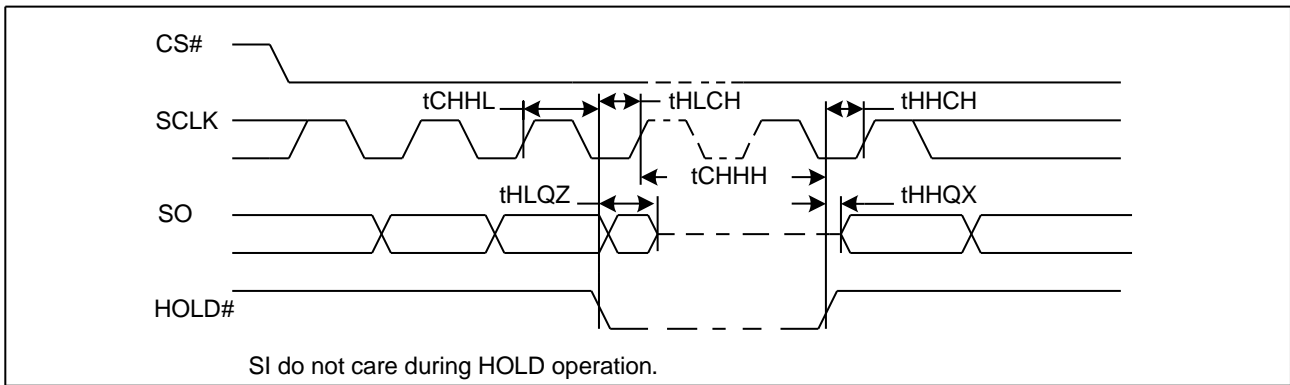 CS#
tCHHL
tHLCH
tHHCH
SCLK
tCHHH
tHLQZ
tHHQX
SO
HOLD#
SI do not care during HOLD operation.